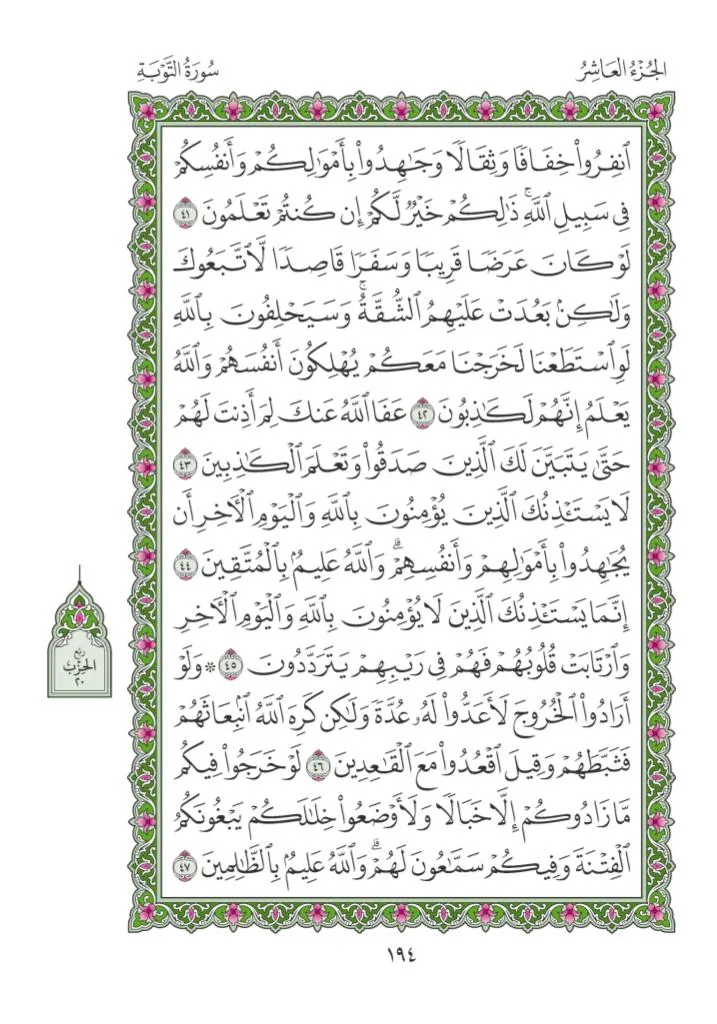 الجُزْءُ العَاشِرُ
سُورَةُ التَّوْبَةِ
ٱنفِرُواْ خِفَافٗا وَثِقَالٗا وَجَٰهِدُواْ بِأَمۡوَٰلِكُمۡ وَأَنفُسِكُمۡ
فِي سَبِيلِ ٱللَّهِۚ ذَٰلِكُمۡ خَيۡرٞ لَّكُمۡ إِن كُنتُمۡ تَعۡلَمُونَ ٤١
لَوۡ كَانَ عَرَضٗا قَرِيبٗا وَسَفَرٗا قَاصِدٗا لَّٱتَّبَعُوكَ
وَلَٰكِنۢ بَعُدَتۡ عَلَيۡهِمُ ٱلشُّقَّةُۚ وَسَيَحۡلِفُونَ بِٱللَّهِ
لَوِ ٱسۡتَطَعۡنَا لَخَرَجۡنَا مَعَكُمۡ يُهۡلِكُونَ أَنفُسَهُمۡ وَٱللَّهُ
يَعۡلَمُ إِنَّهُمۡ لَكَٰذِبُونَ ٤٢ عَفَا ٱللَّهُ عَنكَ لِمَ أَذِنتَ لَهُمۡ
حَتَّىٰ يَتَبَيَّنَ لَكَ ٱلَّذِينَ صَدَقُواْ وَتَعۡلَمَ ٱلۡكَٰذِبِينَ ٤٣
لَا يَسۡتَـٔۡذِنُكَ ٱلَّذِينَ يُؤۡمِنُونَ بِٱللَّهِ وَٱلۡيَوۡمِ ٱلۡأٓخِرِ أَن
يُجَٰهِدُواْ بِأَمۡوَٰلِهِمۡ وَأَنفُسِهِمۡۗ وَٱللَّهُ عَلِيمُۢ بِٱلۡمُتَّقِينَ ٤٤
إِنَّمَا يَسۡتَـٔۡذِنُكَ ٱلَّذِينَ لَا يُؤۡمِنُونَ بِٱللَّهِ وَٱلۡيَوۡمِ ٱلۡأٓخِرِ
وَٱرۡتَابَتۡ قُلُوبُهُمۡ فَهُمۡ فِي رَيۡبِهِمۡ يَتَرَدَّدُونَ ٤٥ ۞ وَلَوۡ
أَرَادُواْ ٱلۡخُرُوجَ لَأَعَدُّواْ لَهُۥ عُدَّةٗ وَلَٰكِن كَرِهَ ٱللَّهُ ٱنۢبِعَاثَهُمۡ
فَثَبَّطَهُمۡ وَقِيلَ ٱقۡعُدُواْ مَعَ ٱلۡقَٰعِدِينَ ٤٦ لَوۡ خَرَجُواْ فِيكُم
مَّا زَادُوكُمۡ إِلَّا خَبَالٗا وَلَأَوۡضَعُواْ خِلَٰلَكُمۡ يَبۡغُونَكُمُ
ٱلۡفِتۡنَةَ وَفِيكُمۡ سَمَّٰعُونَ لَهُمۡۗ وَٱللَّهُ عَلِيمُۢ بِٱلظَّٰلِمِينَ ٤٧
ربع
الحزب
٢٠
١٩٤